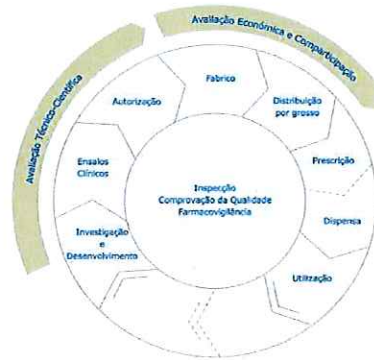 Avaliação Económica e Comparticipação
Avaliação Técnico-Científica
Fabrico
Autorização
Distribuição
por grosso
Ensaios
Clínicos
Prescrição
Inspecção
Comprovação da Qualidade
Farmacovigilância
Dispensa
Investigação
e
Desenvolvimento
Utilização